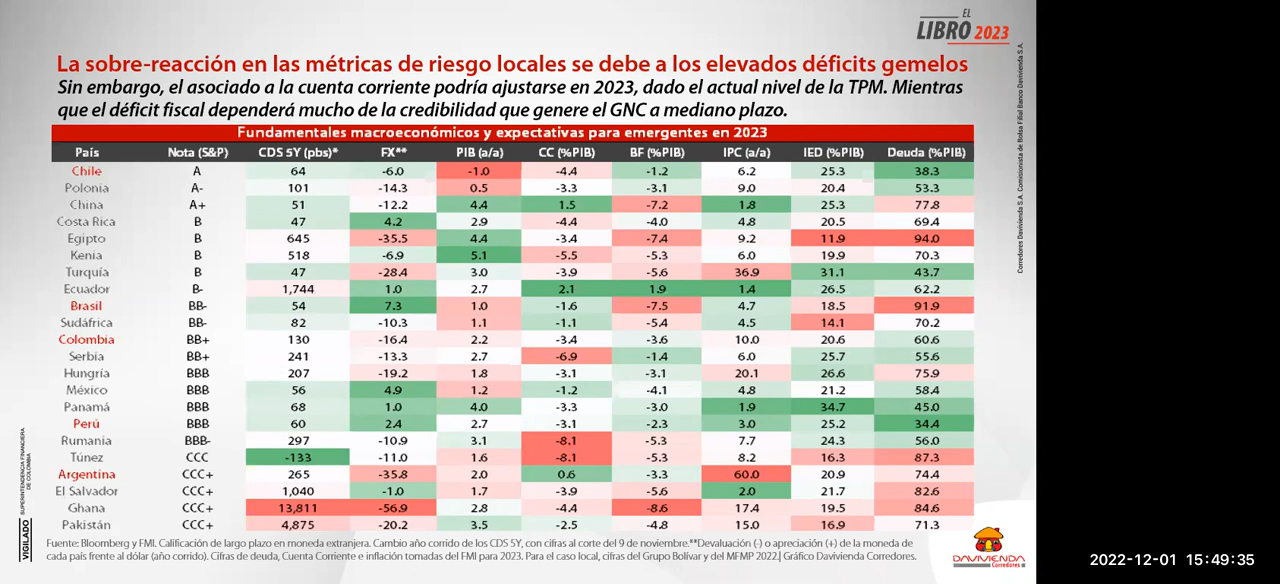 EL
LIBRO 2023
La sobre-reacción en las métricas de riesgo locales se debe a los elevados déficits gemelos
Sin embargo, el asociado a la cuenta corriente podría ajustarse en 2023, dado el actual nivel de la TPM. Mientras
que el déficit fiscal dependerá mucho de la credibilidad que genere el GNC a mediano plazo.
Fundamentales macroeconómicos y expectativas para emergentes en 2023
País Nota (S&P) CDS 5Y (pbs)* FX** PIB (a/a) CC (%PIB) BF (%PIB) IPC (a/a) IED (%PIB) Deuda (%PIB)
Chile A 64 -6.0 -1.0 -4.4 -1.2 6.2 25.3 38.3
Polonia A- 101 -14.3 0.5 -3.3 -3.1 9.0 20.4 53.3
China A+ 51 -12.2 4.4 1.5 -7.2 1.8 25.3 77.8
Costa Rica B 47 4.2 2.9 -4.4 -4.0 4.8 20.5 69.4
Egipto B 645 -35.5 4.4 -3.4 -7.4 9.2 11.9 94.0
Kenia B 518 -6.9 5.1 -5.5 -5.3 6.0 19.9 70.3
Turquía B 47 -28.4 3.0 -3.9 -5.6 36.9 31.1 43.7
Ecuador B- 1,744 1.0 2.7 2.1 1.9 1.4 26.5 62.2
Brasil BB- 54 7.3 1.0 -1.6 -7.5 4.7 18.5 91.9
Sudáfrica BB- 82 -10.3 1.1 -1.1 -5.4 4.5 14.1 70.2
Colombia BB+ 130 -16.4 2.2 -3.4 -3.6 10.0 20.6 60.6
Serbia BB+ 241 -13.3 2.7 -6.9 -1.4 6.0 25.7 55.6
Hungría BBB 207 -19.2 1.8 -3.1 -3.1 20.1 26.6 75.9
México BBB 56 4.9 1.2 -1.2 -4.1 4.8 21.2 58.4
Panamá BBB 68 1.0 4.0 -3.3 -3.0 1.9 34.7 45.0
Perú BBB 60 2.4 2.7 -3.1 -2.3 3.0 25.2 34.4
Rumania BBB- 297 -10.9 3.1 -8.1 -5.3 7.7 24.3 56.0
Túnez CCC -133 -11.0 1.6 -8.1 -5.3 8.2 16.3 87.3
Argentina CCC+ 265 -35.8 2.0 0.6 -3.3 60.0 20.9 74.4
El Salvador CCC+ 1,040 -1.0 1.7 -3.9 -5.6 2.0 21.7 82.6
Ghana CCC+ 13,811 -56.9 2.8 -4.4 -8.6 17.4 19.5 84.6
Pakistán CCC+ 4,875 -20.2 3.5 -2.5 -4.8 15.0 16.9 71.3
Fuente: Bloomberg y FMI. Calificación de largo plazo en moneda extranjera. Cambio año corrido de los CDS 5Y, con cifras al corte del 9 de noviembre.**Devaluación (-) o apreciación (+) de la moneda de
cada país frente al dólar (año corrido). Cifras de deuda, Cuenta Corriente e inflación tomadas del FMI para 2023. Para el caso local, cifras del Grupo Bolívar y del MFMP 2022.| Gráfico Davivienda Corredores.
VIGILADO SUPERINTENDENCIA FINANCIERA
DE COLOMBIA
Corredores Davivienda S.A. Comisionista de Bolsa Filial Banco Davivienda S.A.
DAVIVIENDA
Corredores
2022-12-01 15:49:35